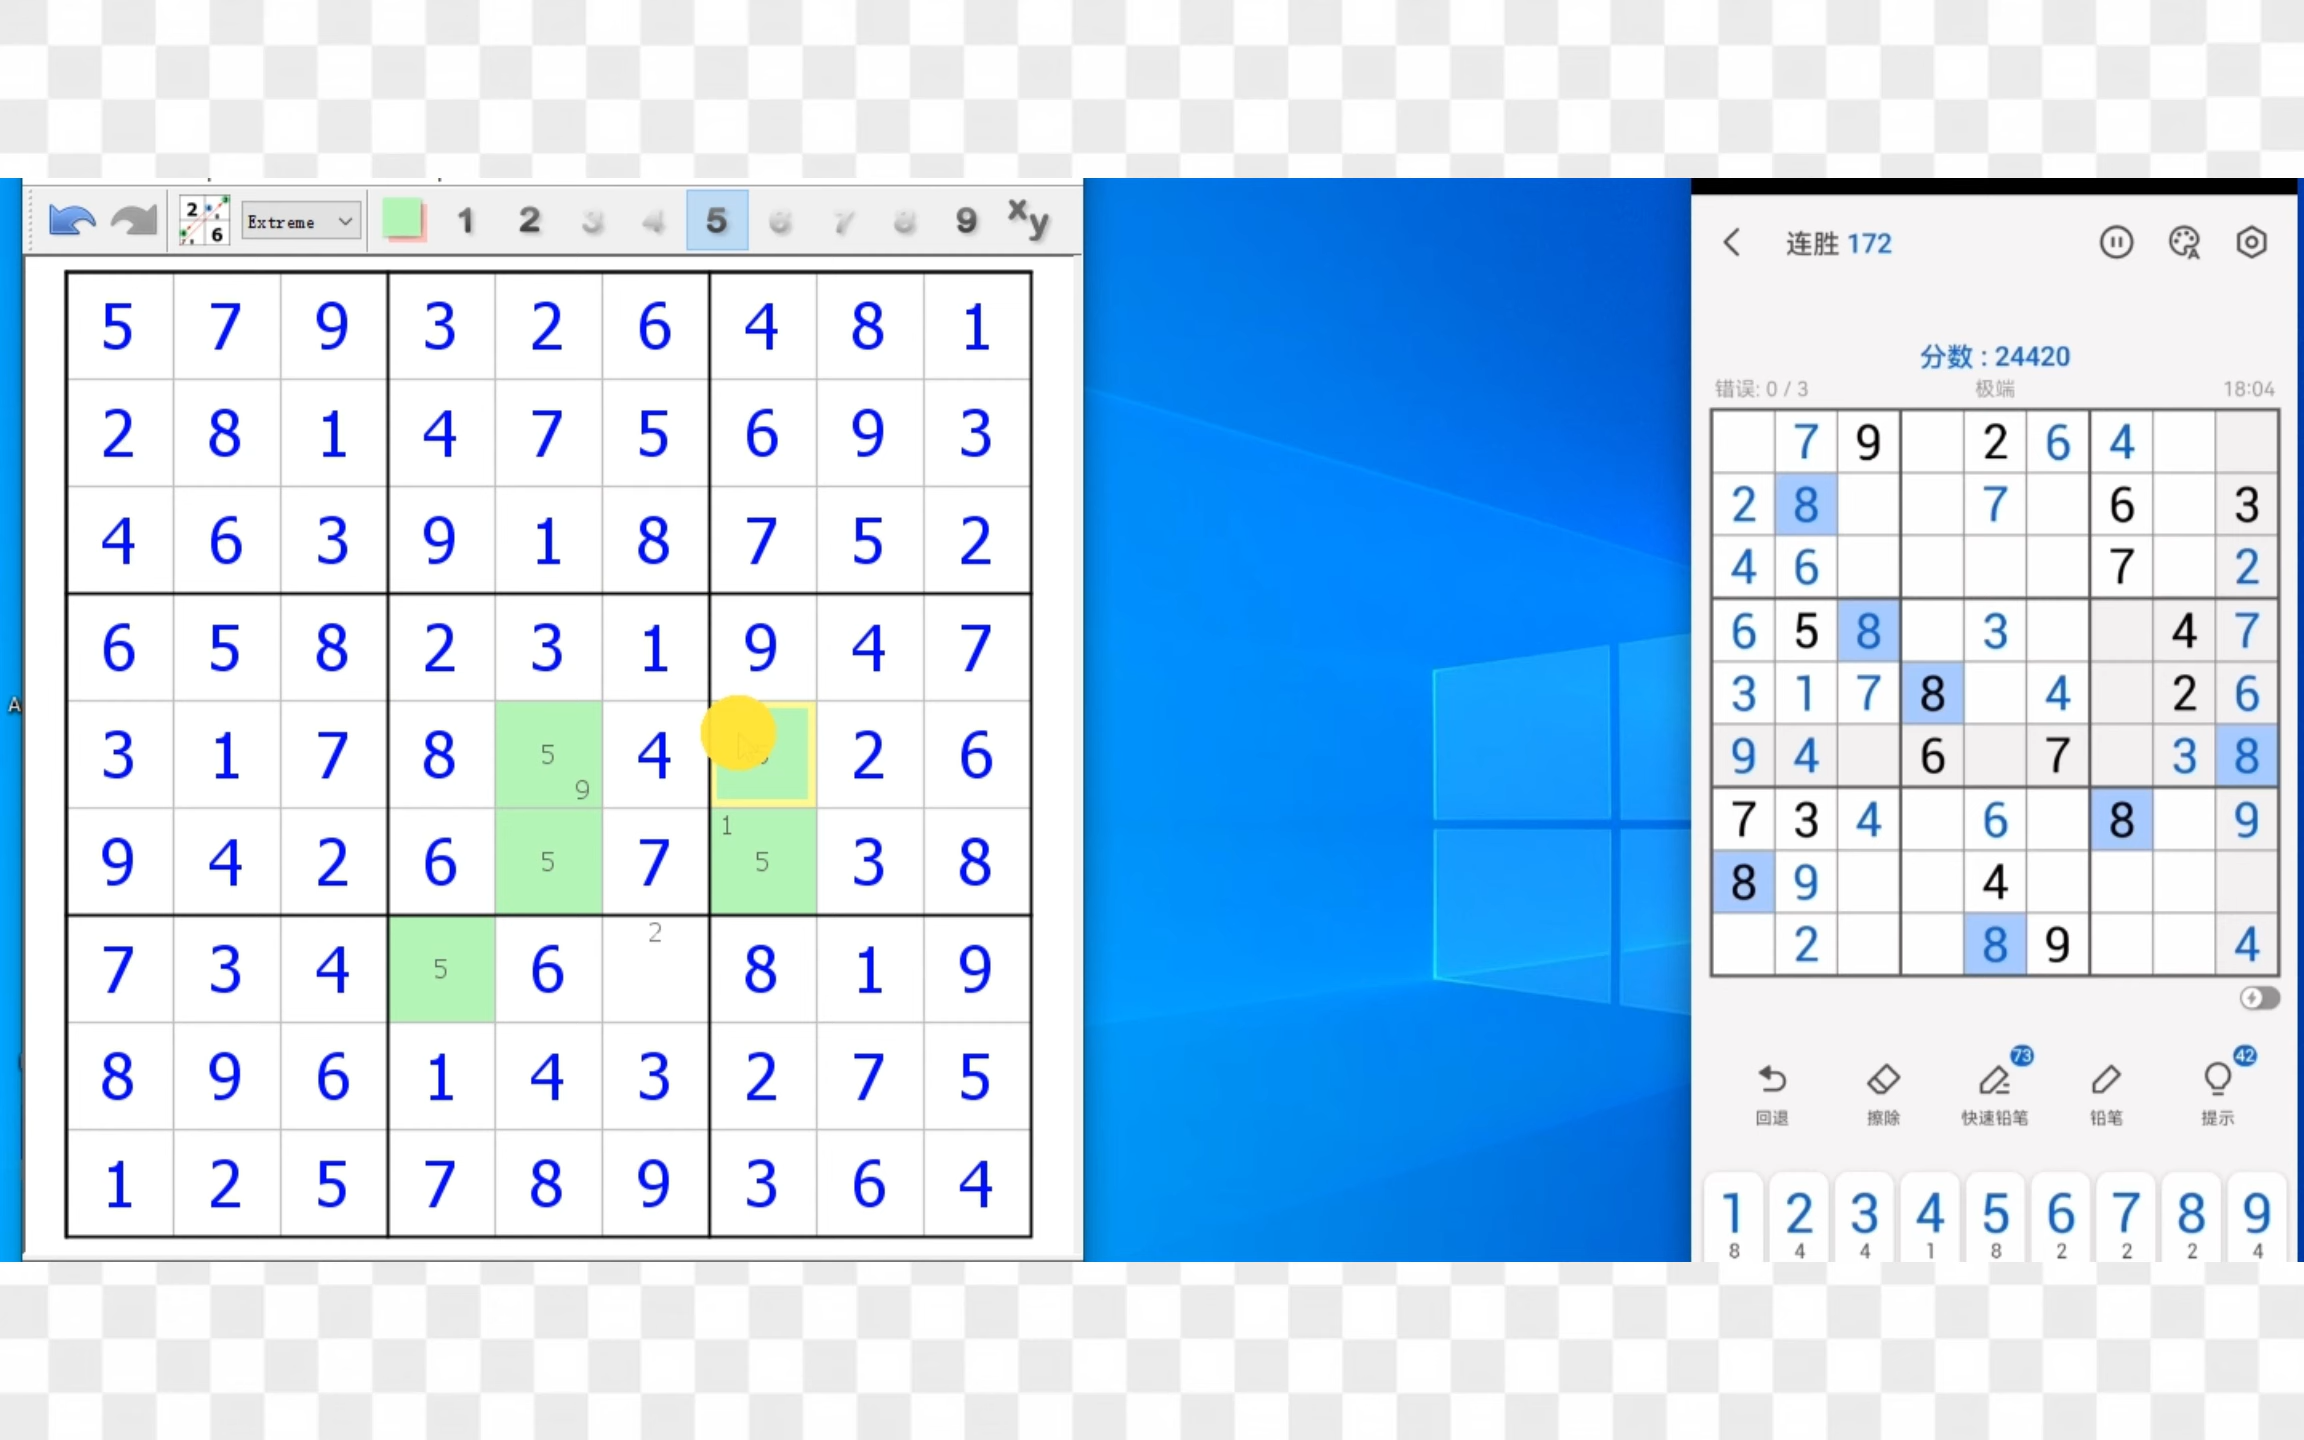 2 6 Extreme 1 2 3 4 5 6 7 8 9 xy
5 7 9 3 2 6 4 8 1
2 8 1 4 7 5 6 9 3
4 6 3 9 1 8 7 5 2
6 5 8 2 3 1 9 4 7
3 1 7 8 5 9 4 5 2 6
9 4 2 6 5 7 1 5 3 8
7 3 4 5 6 2 8 1 9
8 9 6 1 4 3 2 7 5
1 2 5 7 8 9 3 6 4
A
连胜 172
分数 : 24420
错误: 0 / 3 极端 18:04
7 9 2 6 4
2 8 7 6 3
4 6 7 2
6 5 8 3 4 7
3 1 7 8 4 2 6
9 4 6 7 3 8
7 3 4 6 8 9
8 9 4
2 8 9 4
73 42
回退 擦除 快速铅笔 铅笔 提示
1 2 3 4 5 6 7 8 9
8 4 4 1 8 2 2 2 4